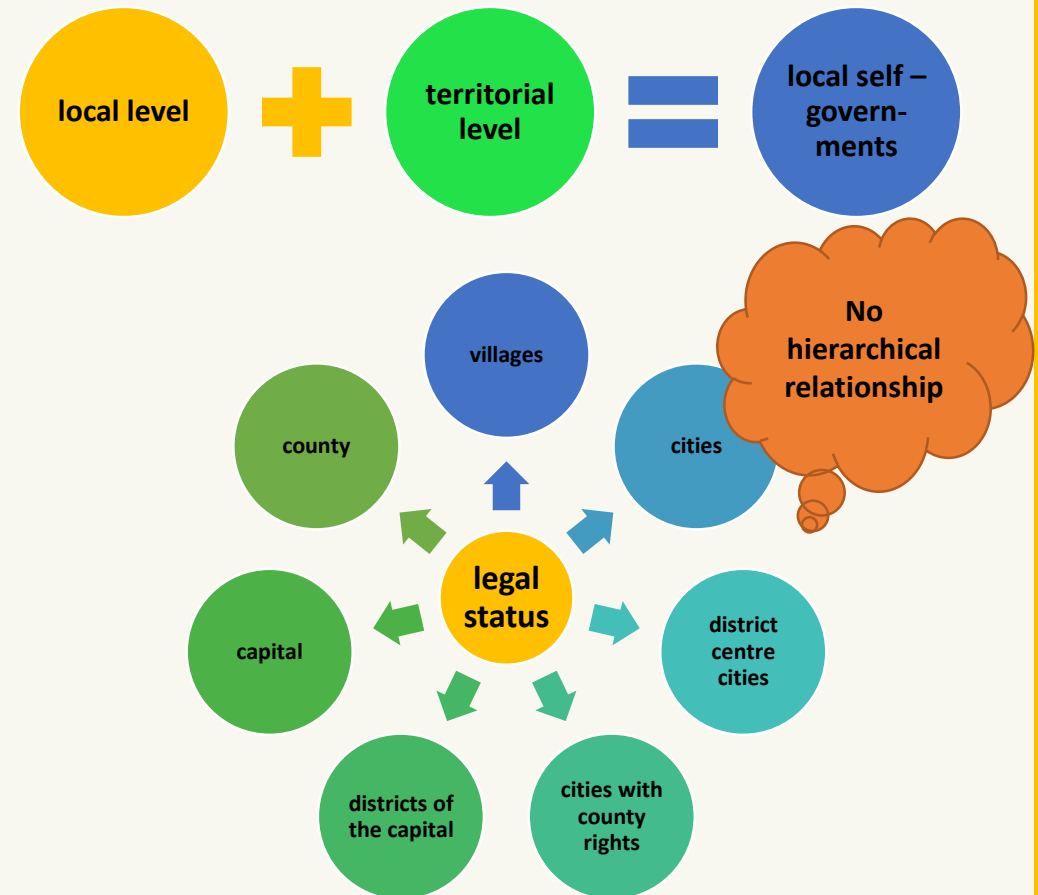 local level
territorial
level
local self –
govern-
ments
No
hierarchical
relationship
villages
county
cities
legal
status
capital
district
centre
cities
districts of
the capital
cities with
county
rights